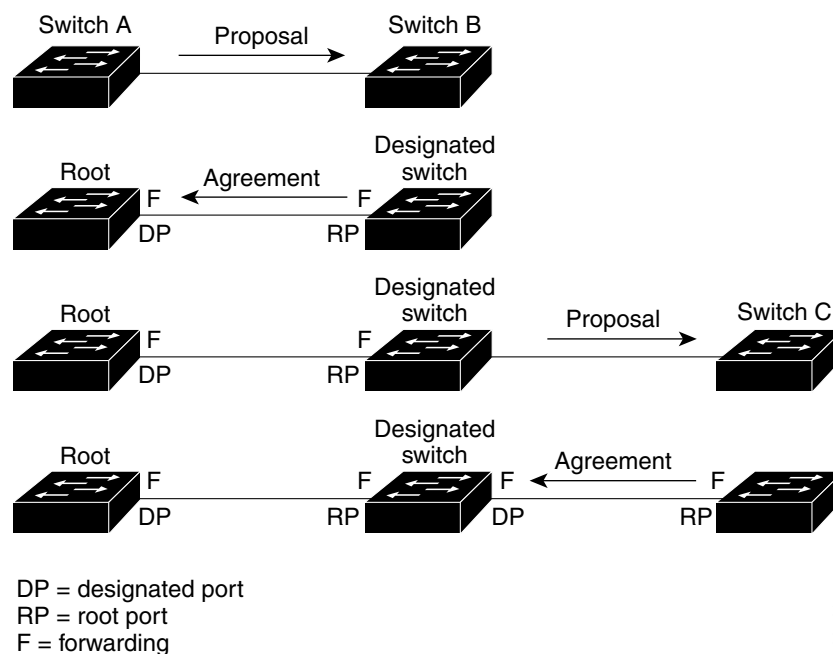 Switch A
Proposal
Switch B
Root
F
Agreement
F
Designated
switch
DP
RP
Root
F
F
Designated
switch
Proposal
Switch C
DP
RP
Root
F
F
Designated
switch
F
Agreement
F
DP
RP
DP
RP
DP = designated port
RP = root port
F = forwarding